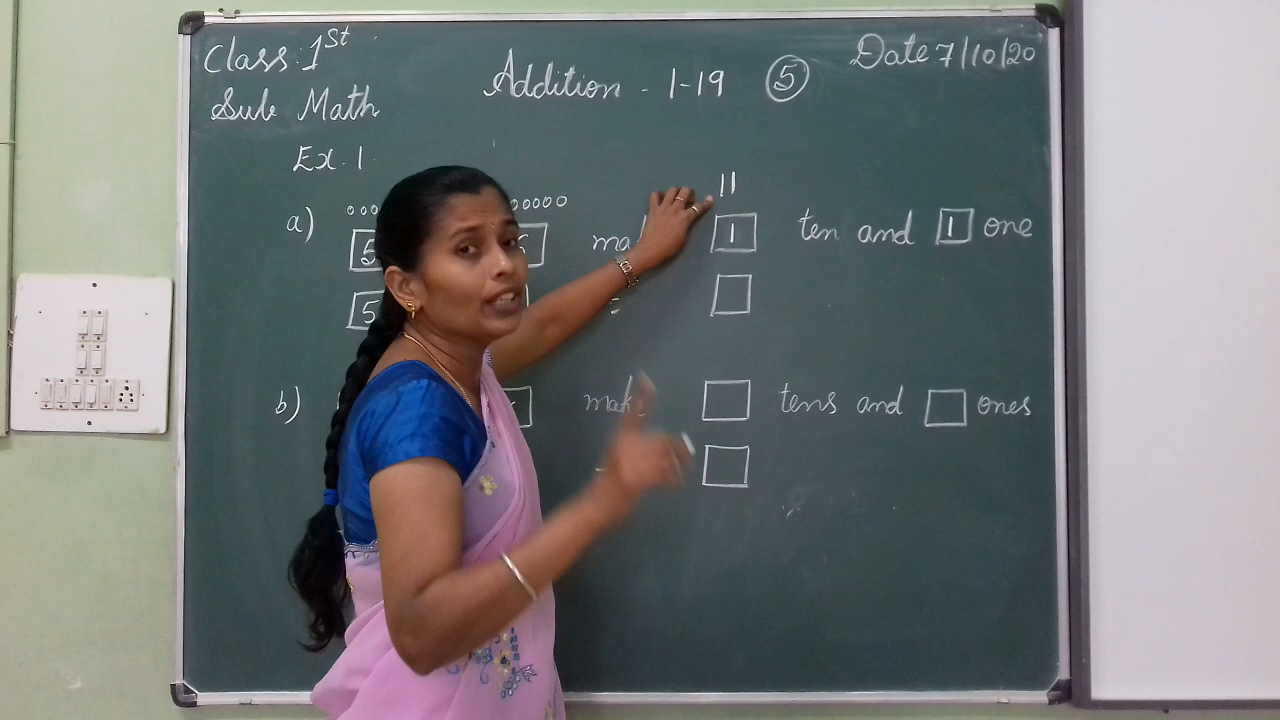 Class : 1st
Addition - 1-19 (5)
Date 7/10/20
Sub Math
Ex. 1
11
a) 5 1 ten and 1 one
5
b) make tens and ones